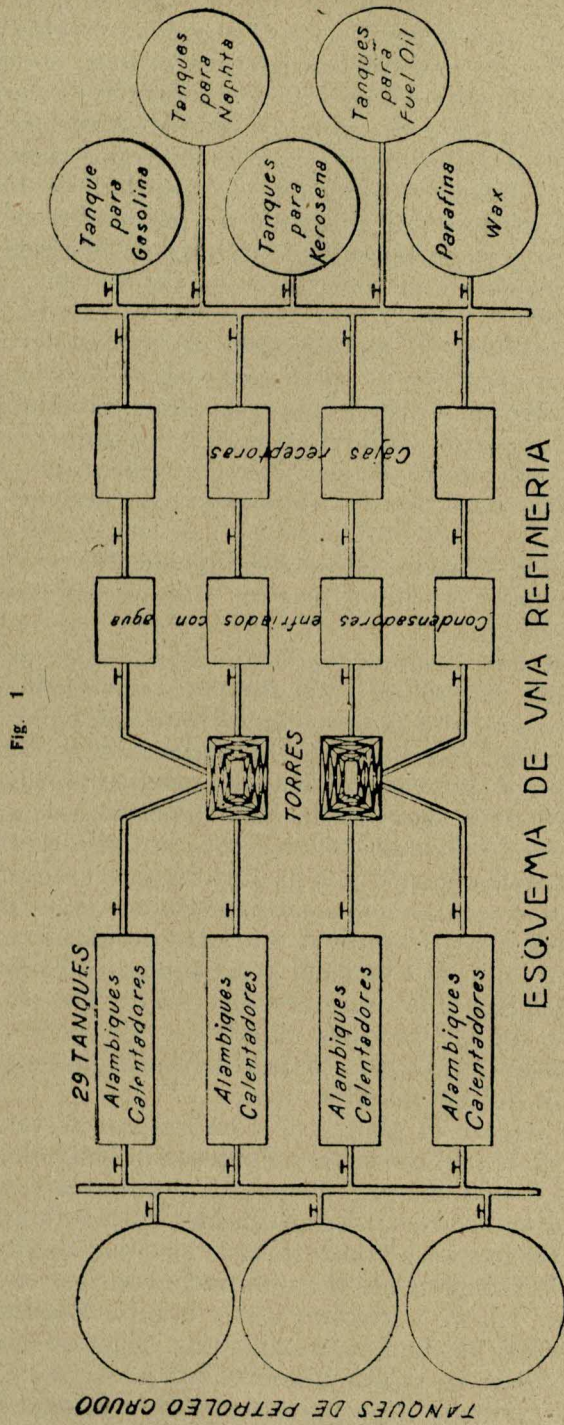 Fig. 1.
TANQUES DE PETROLEO CRUDO
29 TANQUES
Alambiques
Calentadores
Alambiques
Calentadores
Alambiques
Calentadores
Alambiques
Calentadores
TORRES
Condensadores enfriados con agua
Cajas receptoras
Tanque
para
Gasolina
Tanques
para
Naphta
Tanques
para
Kerosena
Tanques
para
Fuel Oil
Parafina
Wax
ESQVEMA DE VNA REFINERIA